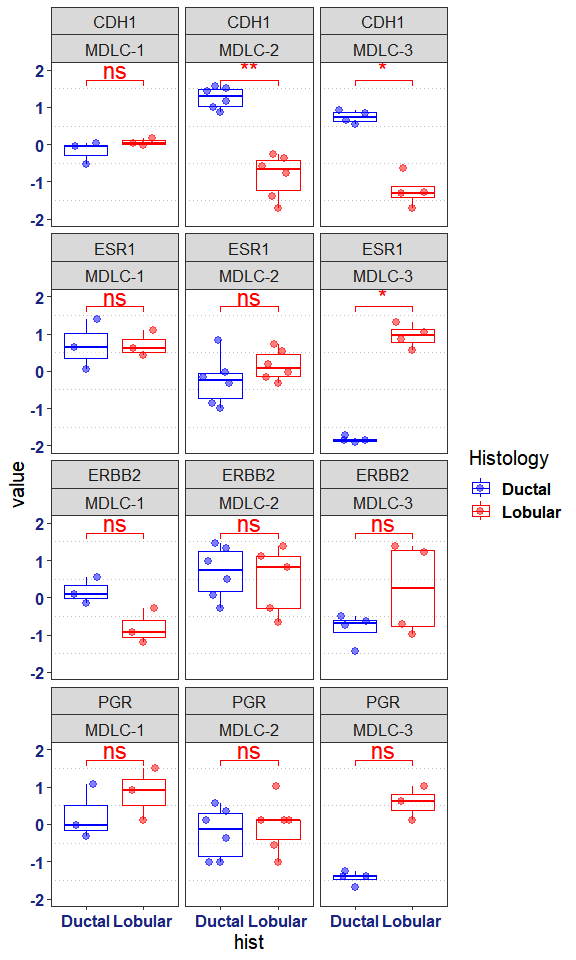 CDH1 CDH1 CDH1
MDLC-1 MDLC-2 MDLC-3
2 ns ** *
1
0
-1
-2
ESR1 ESR1 ESR1
MDLC-1 MDLC-2 MDLC-3
2 ns ns *
1
0
-1
-2
value
Histology
Ductal
Lobular
ERBB2 ERBB2 ERBB2
MDLC-1 MDLC-2 MDLC-3
2 ns ns ns
1
0
-1
-2
PGR PGR PGR
MDLC-1 MDLC-2 MDLC-3
2 ns ns ns
1
0
-1
-2
Ductal Lobular Ductal Lobular Ductal Lobular
hist